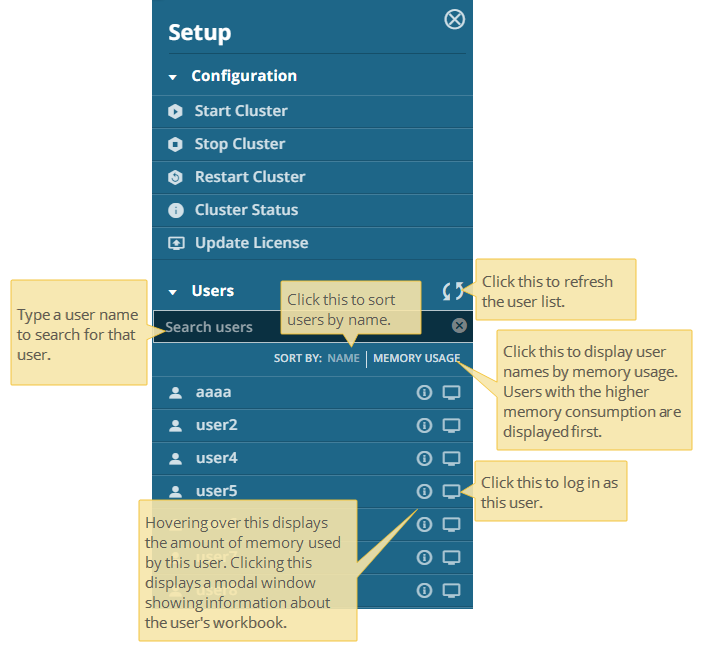 Setup
Configuration
Start Cluster
Stop Cluster
Restart Cluster
Cluster Status
Update License
Users
Click this to refresh
the user list.
Click this to sort
users by name.
Type a user name
to search for that
user.
Search users
SORT BY: NAME | MEMORY USAGE
Click this to display user
names by memory usage.
Users with the higher
memory consumption are
displayed first.
aaaa
user2
user4
user5
Click this to log in as
this user.
Hovering over this displays
the amount of memory used
by this user. Clicking this
displays a modal window
showing information about
the user's workbook.